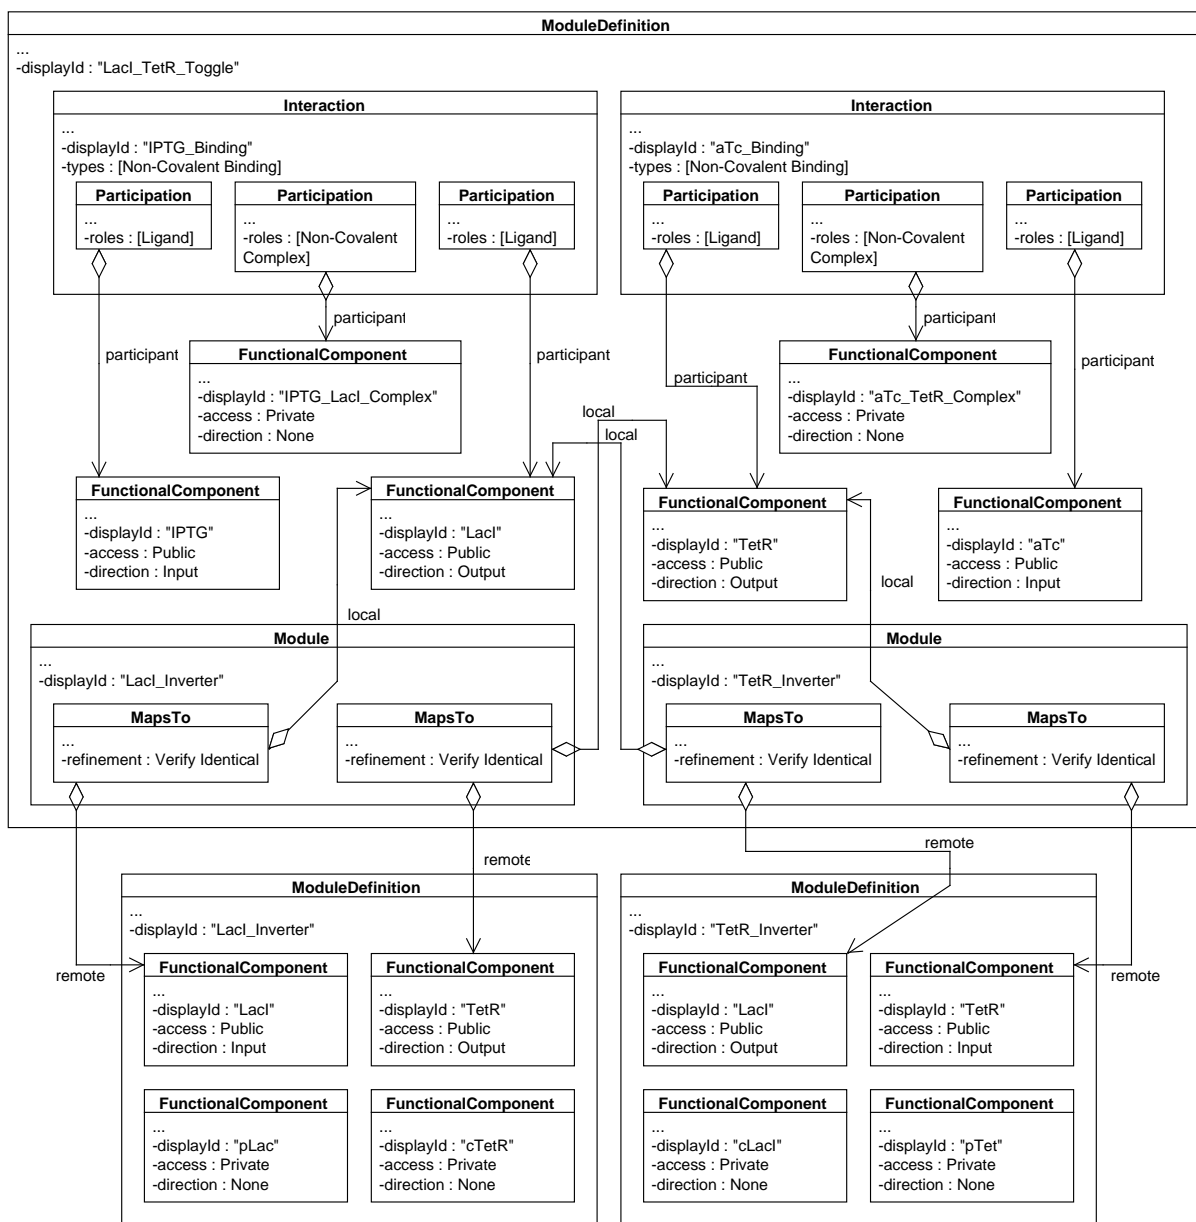 ModuleDefinition
...
-displayId : "LacI_TetR_Toggle"
Interaction
...
-displayId : "IPTG_Binding"
-types : [Non-Covalent Binding]
Participation
...
-roles : [Ligand]
Participation
...
-roles : [Non-Covalent
Complex]
Participation
...
-roles : [Ligand]
Interaction
...
-displayId : "aTc_Binding"
-types : [Non-Covalent Binding]
Participation
...
-roles : [Ligand]
Participation
...
-roles : [Non-Covalent
Complex]
Participation
...
-roles : [Ligand]
participant
participant
participant
participant
participant
participant
FunctionalComponent
...
-displayId : "IPTG_LacI_Complex"
-access : Private
-direction : None
FunctionalComponent
...
-displayId : "aTc_TetR_Complex"
-access : Private
-direction : None
local
local
FunctionalComponent
...
-displayId : "IPTG"
-access : Public
-direction : Input
FunctionalComponent
...
-displayId : "LacI"
-access : Public
-direction : Output
FunctionalComponent
...
-displayId : "TetR"
-access : Public
-direction : Output
FunctionalComponent
...
-displayId : "aTc"
-access : Public
-direction : Input
local
local
Module
...
-displayId : "LacI_Inverter"
MapsTo
...
-refinement : Verify Identical
MapsTo
...
-refinement : Verify Identical
Module
...
-displayId : "TetR_Inverter"
MapsTo
...
-refinement : Verify Identical
MapsTo
...
-refinement : Verify Identical
remote
remote
remote
remote
ModuleDefinition
...
-displayId : "LacI_Inverter"
FunctionalComponent
...
-displayId : "LacI"
-access : Public
-direction : Input
FunctionalComponent
...
-displayId : "TetR"
-access : Public
-direction : Output
FunctionalComponent
...
-displayId : "pLac"
-access : Private
-direction : None
FunctionalComponent
...
-displayId : "cTetR"
-access : Private
-direction : None
ModuleDefinition
...
-displayId : "TetR_Inverter"
FunctionalComponent
...
-displayId : "LacI"
-access : Public
-direction : Output
FunctionalComponent
...
-displayId : "TetR"
-access : Public
-direction : Input
FunctionalComponent
...
-displayId : "cLacI"
-access : Private
-direction : None
FunctionalComponent
...
-displayId : "pTet"
-access : Private
-direction : None